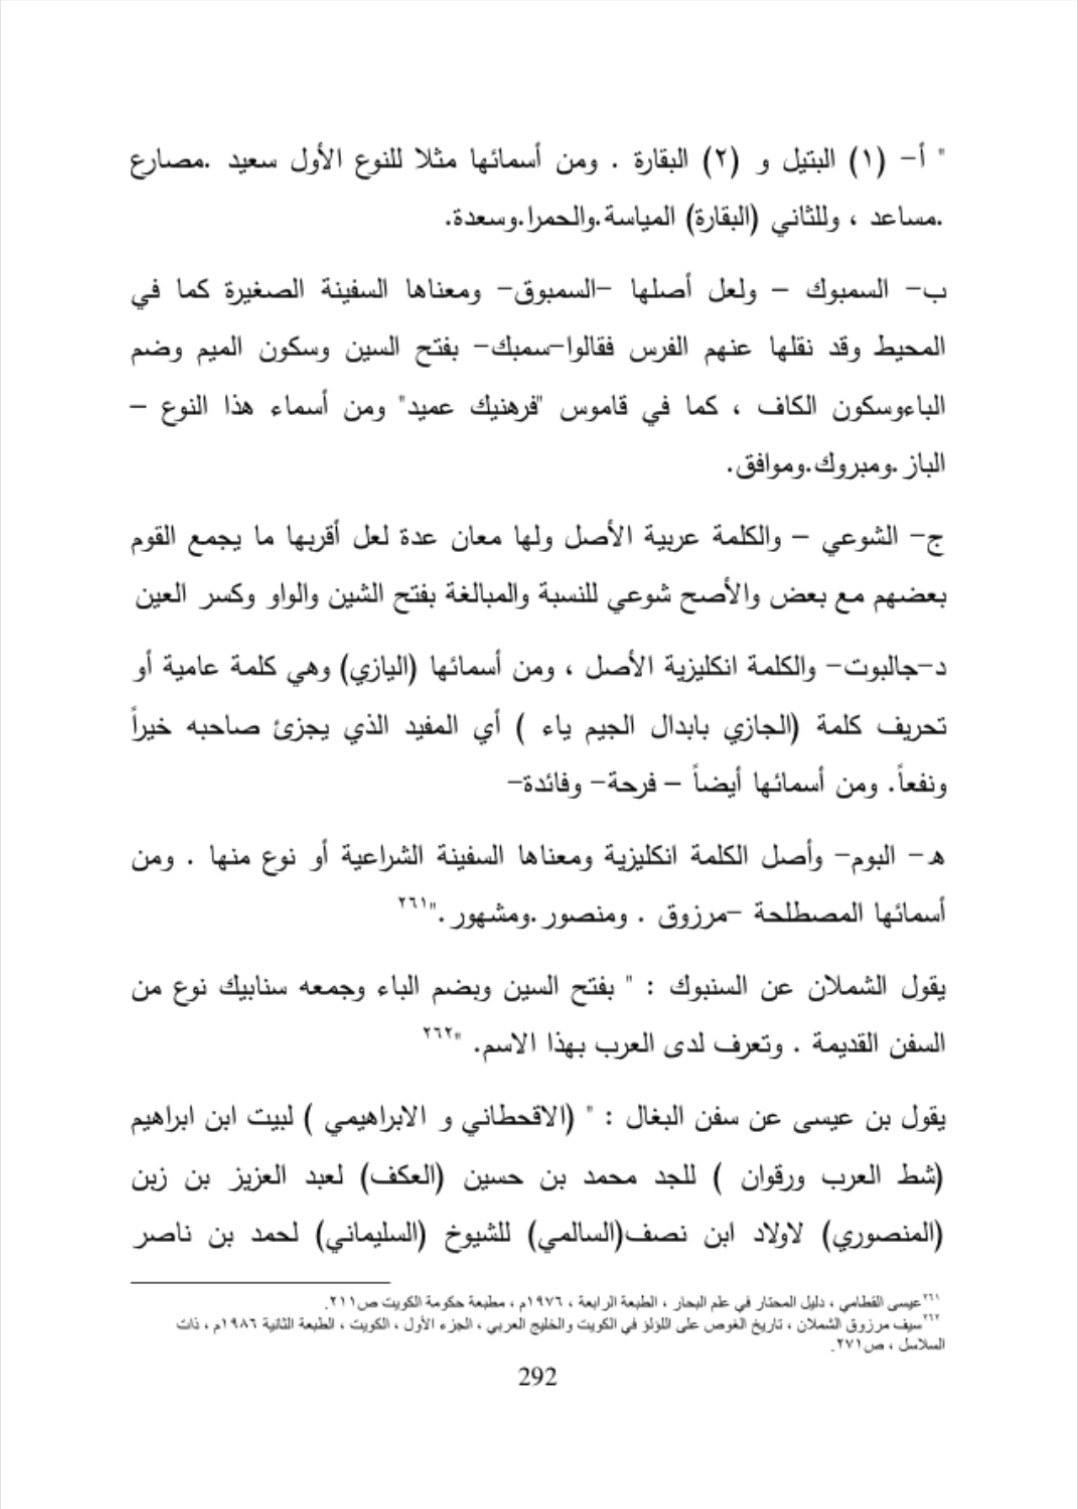 " أ- (١) البتيل و (٢) البقارة . ومن أسمائها مثلا للنوع الأول سعيد .مصارع
.مساعد ، وللثاني (البقارة) المياسة.والحمرا.وسعدة.
ب- السمبوك – ولعل أصلها –السمبوق- ومعناها السفينة الصغيرة كما في
المحيط وقد نقلها عنهم الفرس فقالوا–سمبك- بفتح السين وسكون الميم وضم
الباءوسكون الكاف ، كما في قاموس "فرهنيك عميد" ومن أسماء هذا النوع –
الباز .ومبروك.وموافق.
ج- الشوعي – والكلمة عربية الأصل ولها معان عدة لعل أقربها ما يجمع القوم
بعضهم مع بعض والأصح شوعي للنسبة والمبالغة بفتح الشين والواو وكسر العين
د-جالبوت- والكلمة انكليزية الأصل ، ومن أسمائها (اليازي) وهي كلمة عامية أو
تحريف كلمة (الجازي بابدال الجيم ياء ) أي المفيد الذي يجزئ صاحبه خيراً
ونفعاً. ومن أسمائها أيضاً – فرحة- وفائدة-
هـ- البوم- وأصل الكلمة انكليزية ومعناها السفينة الشراعية أو نوع منها . ومن
أسمائها المصطلحة –مرزوق . ومنصور .ومشهور ."٢٦١
يقول الشملان عن السنبوك : " بفتح السين وبضم الباء وجمعه سنابيك نوع من
السفن القديمة . وتعرف لدى العرب بهذا الاسم. "٢٦٢
يقول بن عيسى عن سفن البغال : " (الاقحطاني و الابراهيمي ) لبيت ابن ابراهيم
(شط العرب ورقوان ) للجد محمد بن حسين (العكف) لعبد العزيز بن زبن
(المنصوري) لاولاد ابن نصف(السالمي) للشيوخ (السليماني) لحمد بن ناصر
٢٦١ عيسى القطامي ، دليل المحتار في علم البحار ، الطبعة الرابعة ، ١٩٧٦م ، مطبعة حكومة الكويت ص٢١١.
٢٦٢ سيف مرزوق الشملان ، تاريخ الغوص على اللؤلؤ في الكويت والخليج العربي ، الجزء الأول ، الكويت ، الطبعة الثانية ١٩٨٦م ، ذات
السلاسل ، ص٢٧١.
292